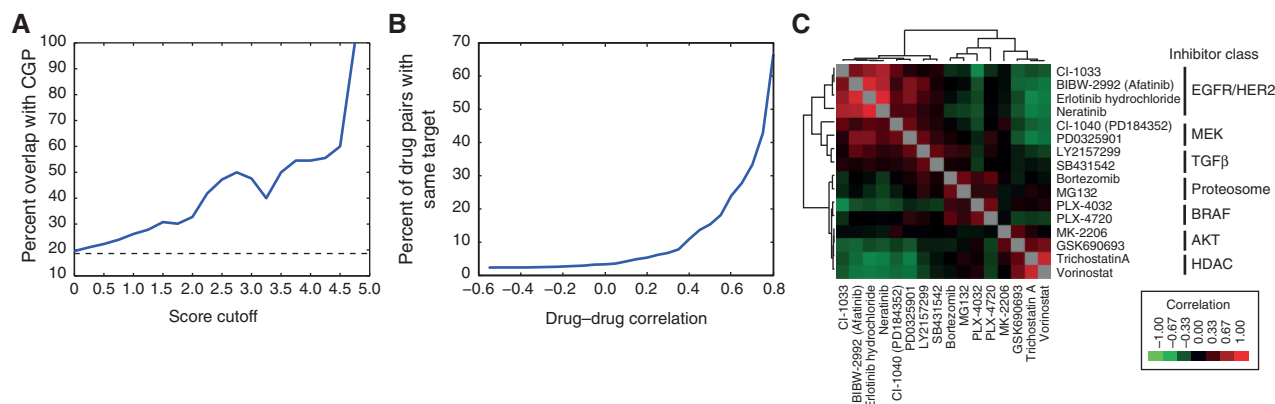 A
Percent overlap with CGP
100
90
80
70
60
50
40
30
20
10
0 0.5 1.0 1.5 2.0 2.5 3.0 3.5 4.0 4.5 5.0
Score cutoff
B
Percent of drug pairs with
same target
70
60
50
40
30
20
10
0
−0.6 −0.4 −0.2 0.0 0.2 0.4 0.6 0.8
Drug–drug correlation
C
Inhibitor class
CI-1033
BIBW-2992 (Afatinib)
Erlotinib hydrochloride
Neratinib
CI-1040 (PD184352)
PD0325901
LY2157299
SB431542
Bortezomib
MG132
PLX-4032
PLX-4720
MK-2206
GSK690693
TrichostatinA
Vorinostat
EGFR/HER2
MEK
TGFβ
Proteosome
BRAF
AKT
HDAC
CI-1033
BIBW-2992 (Afatinib)
Erlotinib hydrochloride
Neratinib
CI-1040 (PD184352)
PD0325901
LY2157299
SB431542
Bortezomib
MG132
PLX-4032
PLX-4720
MK-2206
GSK690693
Trichostatin A
Vorinostat
Correlation
−1.00
−0.67
−0.33
0.00
0.33
0.67
1.00